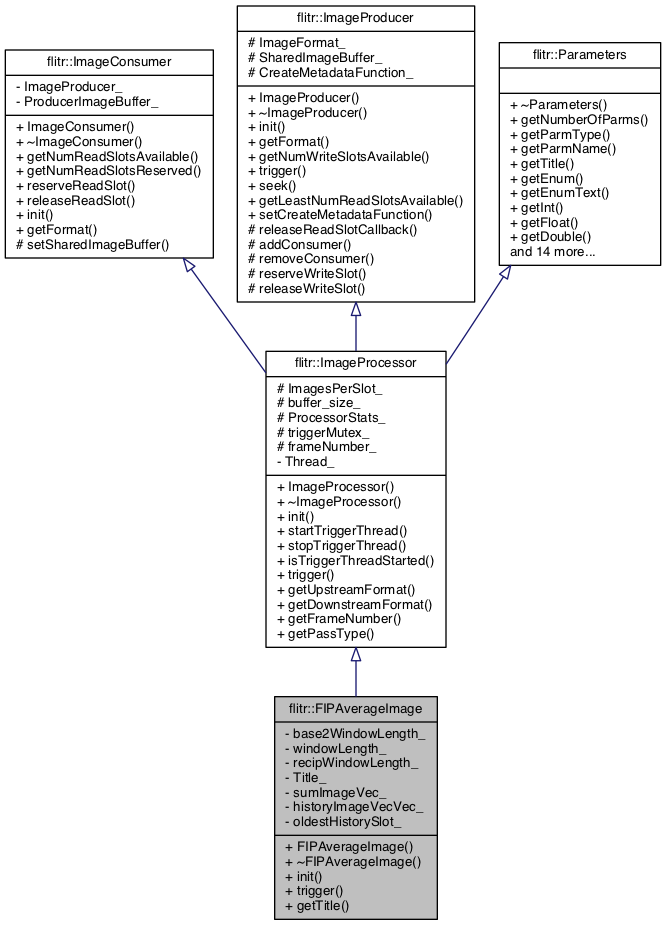 flitr::ImageConsumer
- ImageProducer_
- ProducerImageBuffer_
+ ImageConsumer()
+ ~ImageConsumer()
+ getNumReadSlotsAvailable()
+ getNumReadSlotsReserved()
+ reserveReadSlot()
+ releaseReadSlot()
+ init()
+ getFormat()
# setSharedImageBuffer()
flitr::ImageProducer
# ImageFormat_
# SharedImageBuffer_
# CreateMetadataFunction_
+ ImageProducer()
+ ~ImageProducer()
+ init()
+ getFormat()
+ getNumWriteSlotsAvailable()
+ trigger()
+ seek()
+ getLeastNumReadSlotsAvailable()
+ setCreateMetadataFunction()
# releaseReadSlotCallback()
# addConsumer()
# removeConsumer()
# reserveWriteSlot()
# releaseWriteSlot()
flitr::Parameters
+ ~Parameters()
+ getNumberOfParms()
+ getParmType()
+ getParmName()
+ getTitle()
+ getEnum()
+ getEnumText()
+ getInt()
+ getFloat()
+ getDouble()
and 14 more...
flitr::ImageProcessor
# ImagesPerSlot_
# buffer_size_
# ProcessorStats_
# triggerMutex_
# frameNumber_
- Thread_
+ ImageProcessor()
+ ~ImageProcessor()
+ init()
+ startTriggerThread()
+ stopTriggerThread()
+ isTriggerThreadStarted()
+ trigger()
+ getUpstreamFormat()
+ getDownstreamFormat()
+ getFrameNumber()
+ getPassType()
flitr::FIPAverageImage
- base2WindowLength_
- windowLength_
- recipWindowLength_
- Title_
- sumImageVec_
- historyImageVecVec_
- oldestHistorySlot_
+ FIPAverageImage()
+ ~FIPAverageImage()
+ init()
+ trigger()
+ getTitle()